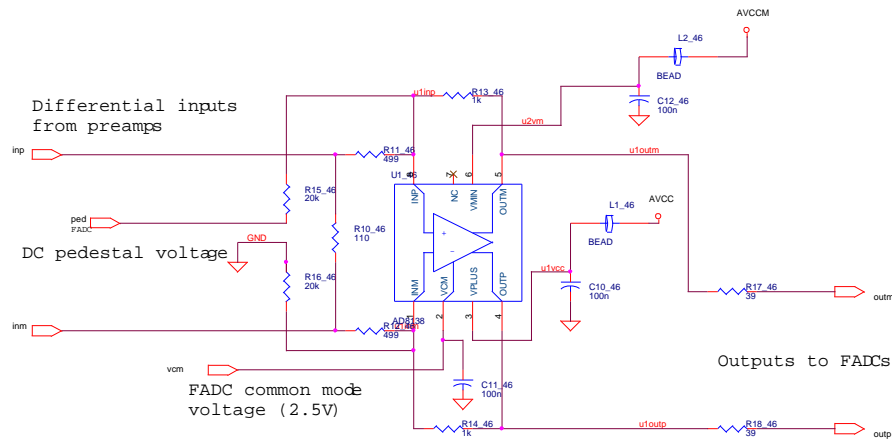 AVCCM
L2_46
BEAD
C12_46
100n
u1inp
R13_46
1k
u2vm
Differential inputs
from preamps
inp
R11_46
499
u1outm
8
7
6
5
U1_46
INP
NC
VMIN
OUTM
R15_46
20k
ped
FADC
DC pedestal voltage
GND
R10_46
110
+
−
L1_46
AVCC
BEAD
u1vcc
R16_46
20k
C10_46
100n
INM
VCM
VPLUS
OUTP
R17_46
39
outm
inm
AD8138
499
1
2
3
4
vcm
FADC common mode
voltage (2.5V)
C11_46
100n
Outputs to FADCs
R14_46
1k
u1outp
R18_46
39
outp